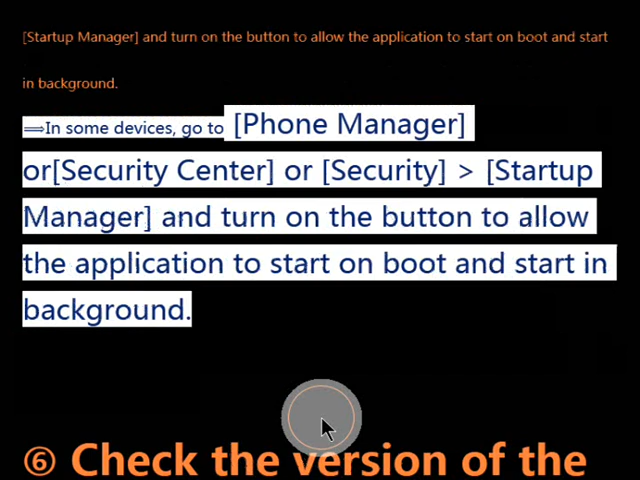 [Startup Manager] and turn on the button to allow the application to start on boot and start
in background.
⟹In some devices, go to [Phone Manager]
or[Security Center] or [Security] > [Startup
Manager] and turn on the button to allow
the application to start on boot and start in
background.
⑥ Check the version of the